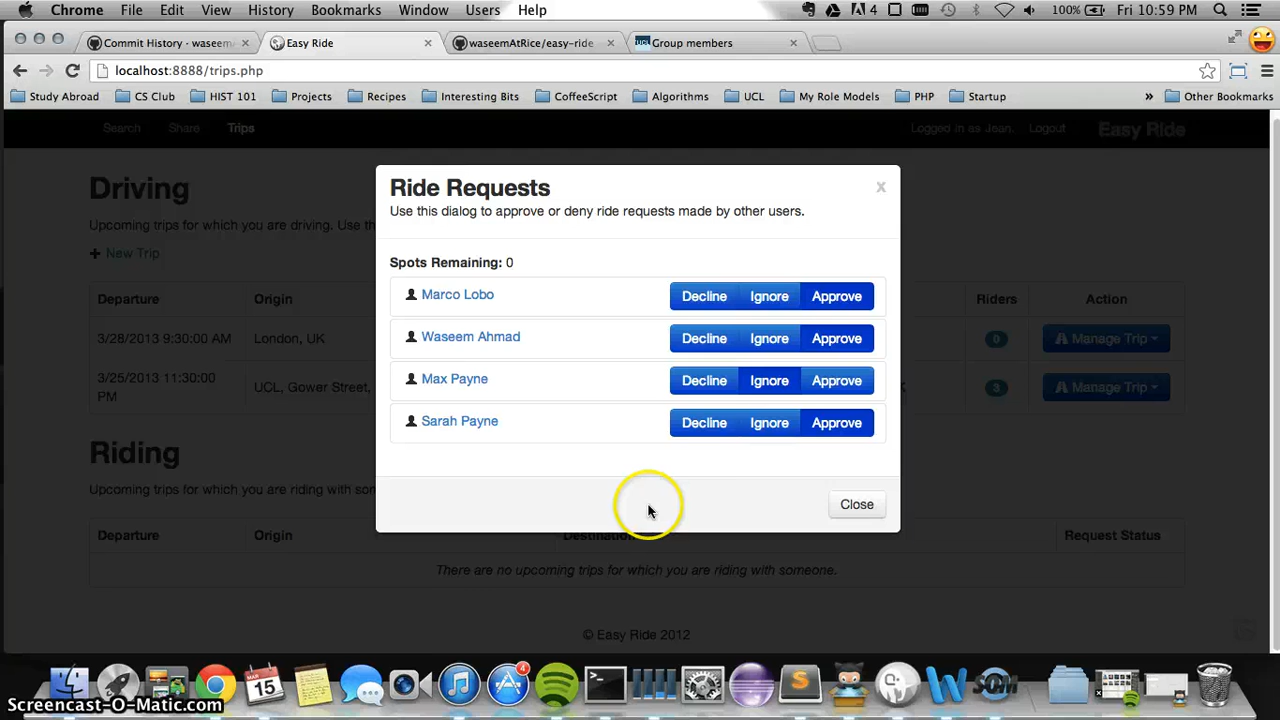 Chrome File Edit View History Bookmarks Window Users Help 4 100% Fri 10:59 PM
Commit History - waseem Easy Ride waseemAtRice/easy-ride UCL Group members
localhost:8888/trips.php
Study Abroad CS Club HIST 101 Projects Recipes Interesting Bits CoffeeScript Algorithms UCL My Role Models PHP Startup » Other Bookmarks
Search Share Trips Logged in as Jean. Logout Easy Ride
Driving
Upcoming trips for which you are driving. Use th
+ New Trip
Departure Origin Riders Action
3/28/2013 9:30:00 AM London, UK 0 Manage Trip
3/25/2013 11:30:00 PM UCL, Gower Street, 3 Manage Trip
Ride Requests x
Use this dialog to approve or deny ride requests made by other users.
Spots Remaining: 0
Marco Lobo Decline Ignore Approve
Waseem Ahmad Decline Ignore Approve
Max Payne Decline Ignore Approve
Sarah Payne Decline Ignore Approve
Close
Riding
Upcoming trips for which you are riding with som
Departure Origin Destination Request Status
There are no upcoming trips for which you are riding with someone.
© Easy Ride 2012
MAR 15 4
Screencast-O-Matic.com